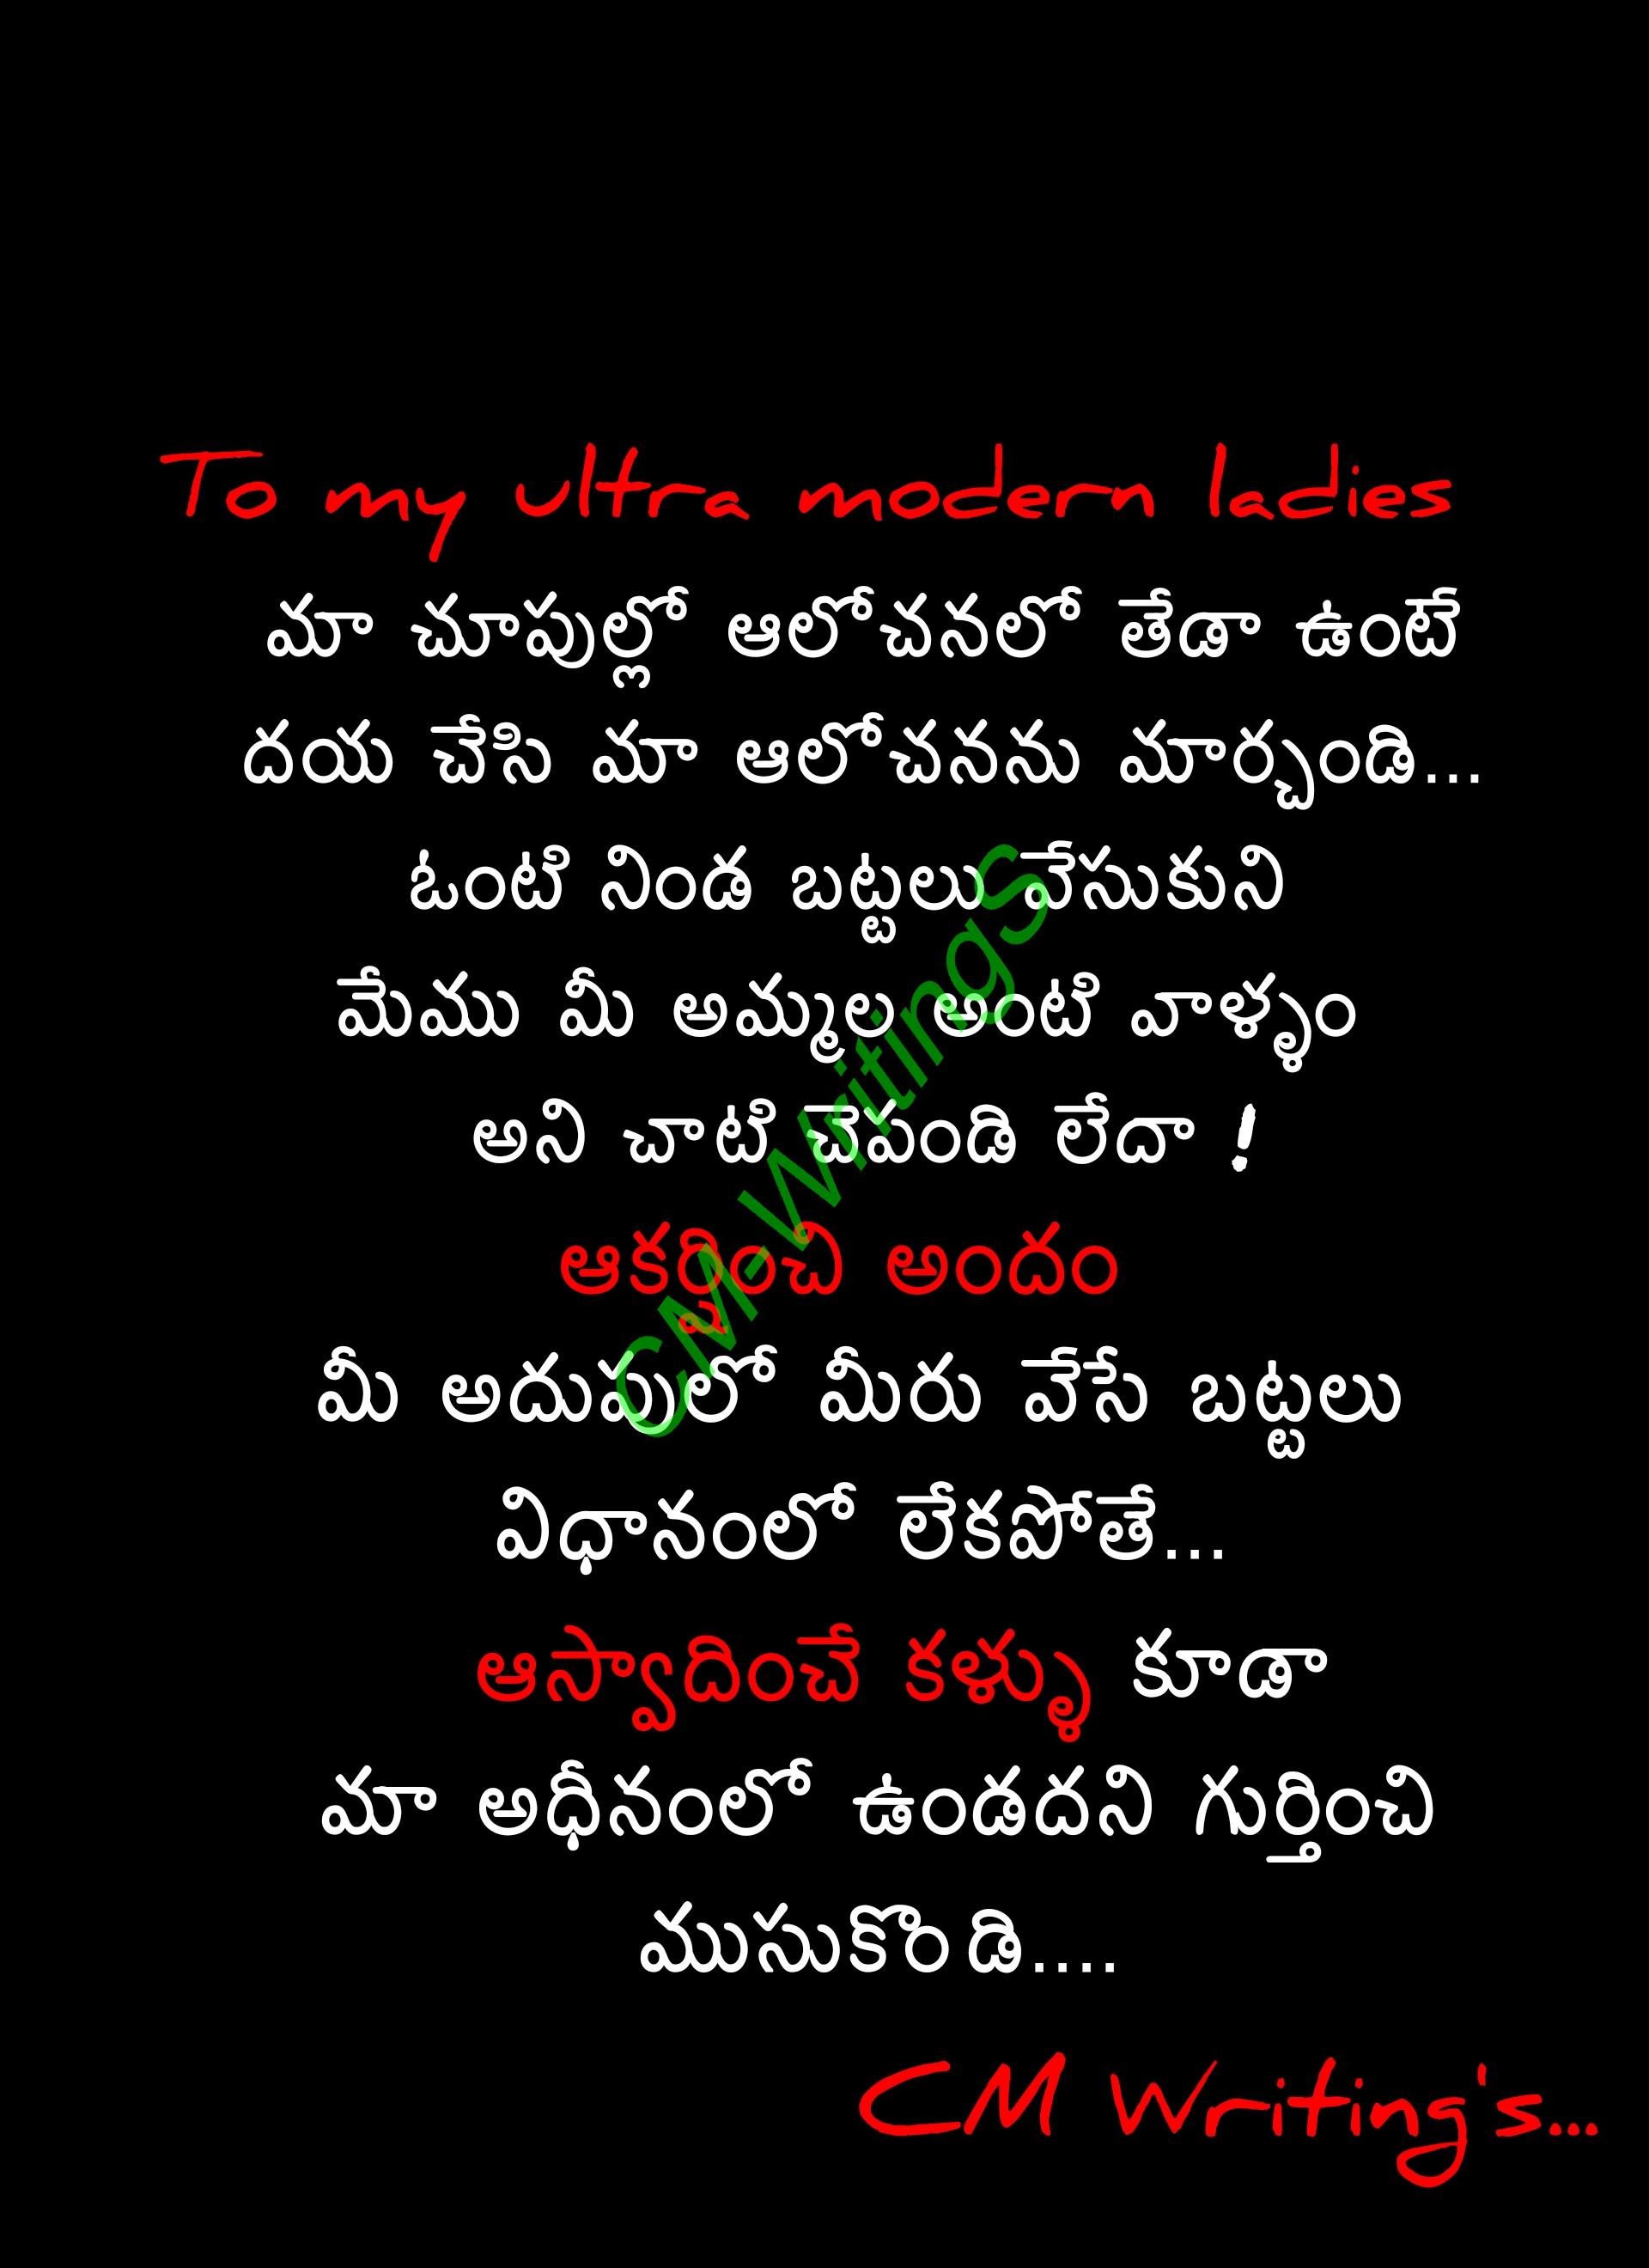 To my ultra modern ladies
మా చూపుల్లో ఆలోచనలో తేడా ఉంటే
దయ చేసి మా ఆలోచనను మార్చండి...
ఓంటి నిండ బట్టలు వేసుకుని
మేము మీ అమ్మల అంటి వాళ్ళం
అని చాటి చెపండి లేదా !
ఆకర్షించి అందం
మీ అదుపులో మీరు వేసే బట్టలు
విధానంలో లేకపోతే...
ఆస్వాదించే కళ్ళు కూడా
మా అధీనంలో ఉండదని గుర్తించి
ముసుకొండి....
CM Writing's...
CM-WritingS